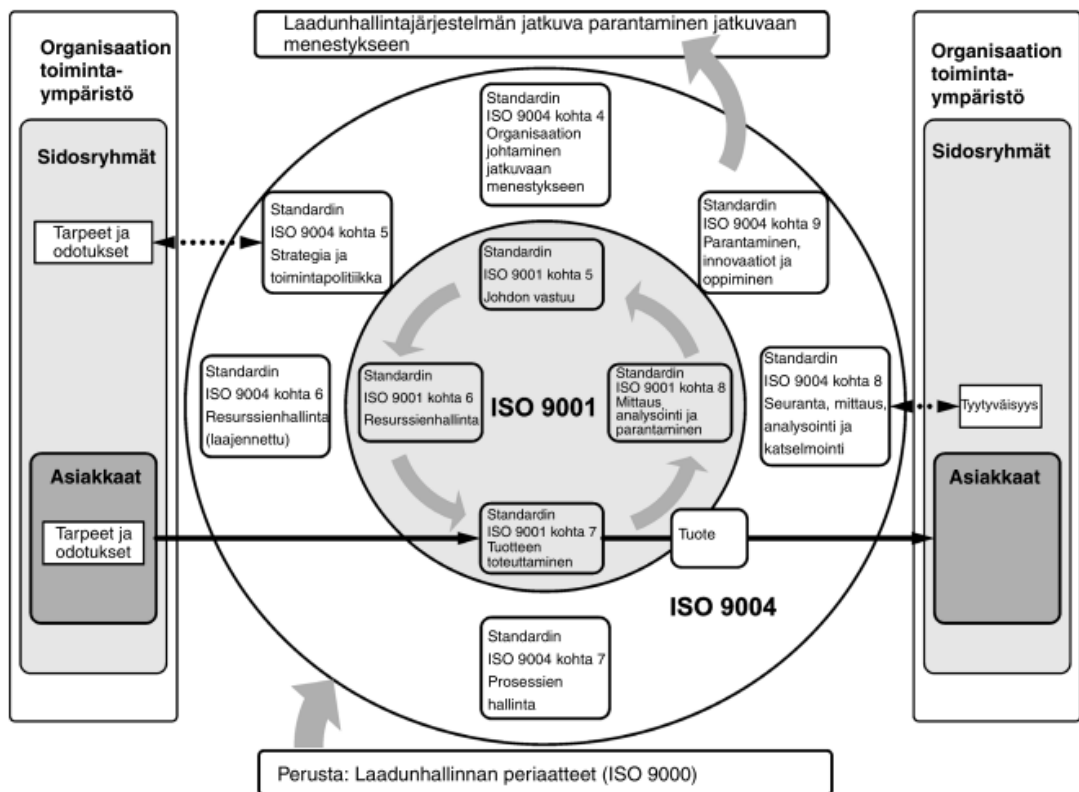 Laadunhallintajärjestelmän jatkuva parantaminen jatkuvaan
menestykseen
Organisaation
toiminta-
ympäristö
Sidosryhmät
Tarpeet ja
odotukset
Asiakkaat
Tarpeet ja
odotukset
Standardin
ISO 9004 kohta 4
Organisaation
johtaminen
jatkuvaan
menestykseen
Standardin
ISO 9004 kohta 5
Strategia ja
toimintapolitiikka
Standardin
ISO 9004 kohta 9
Parantaminen,
innovaatiot ja
oppiminen
Standardin
ISO 9001 kohta 5
Johdon vastuu
Standardin
ISO 9004 kohta 6
Resurssienhallinta
(laajennettu)
Standardin
ISO 9001 kohta 6
Resurssienhallinta
ISO 9001
Standardin
ISO 9001 kohta 8
Mittaus
analysointi ja
parantaminen
Standardin
ISO 9004 kohta 8
Seuranta, mittaus,
analysointi ja
katselmointi
Standardin
ISO 9001 kohta 7
Tuotteen
toteuttaminen
Tuote
ISO 9004
Standardin
ISO 9004 kohta 7
Prosessien
hallinta
Organisaation
toiminta-
ympäristö
Sidosryhmät
Tyytyväisyys
Asiakkaat
Perusta: Laadunhallinnan periaatteet (ISO 9000)